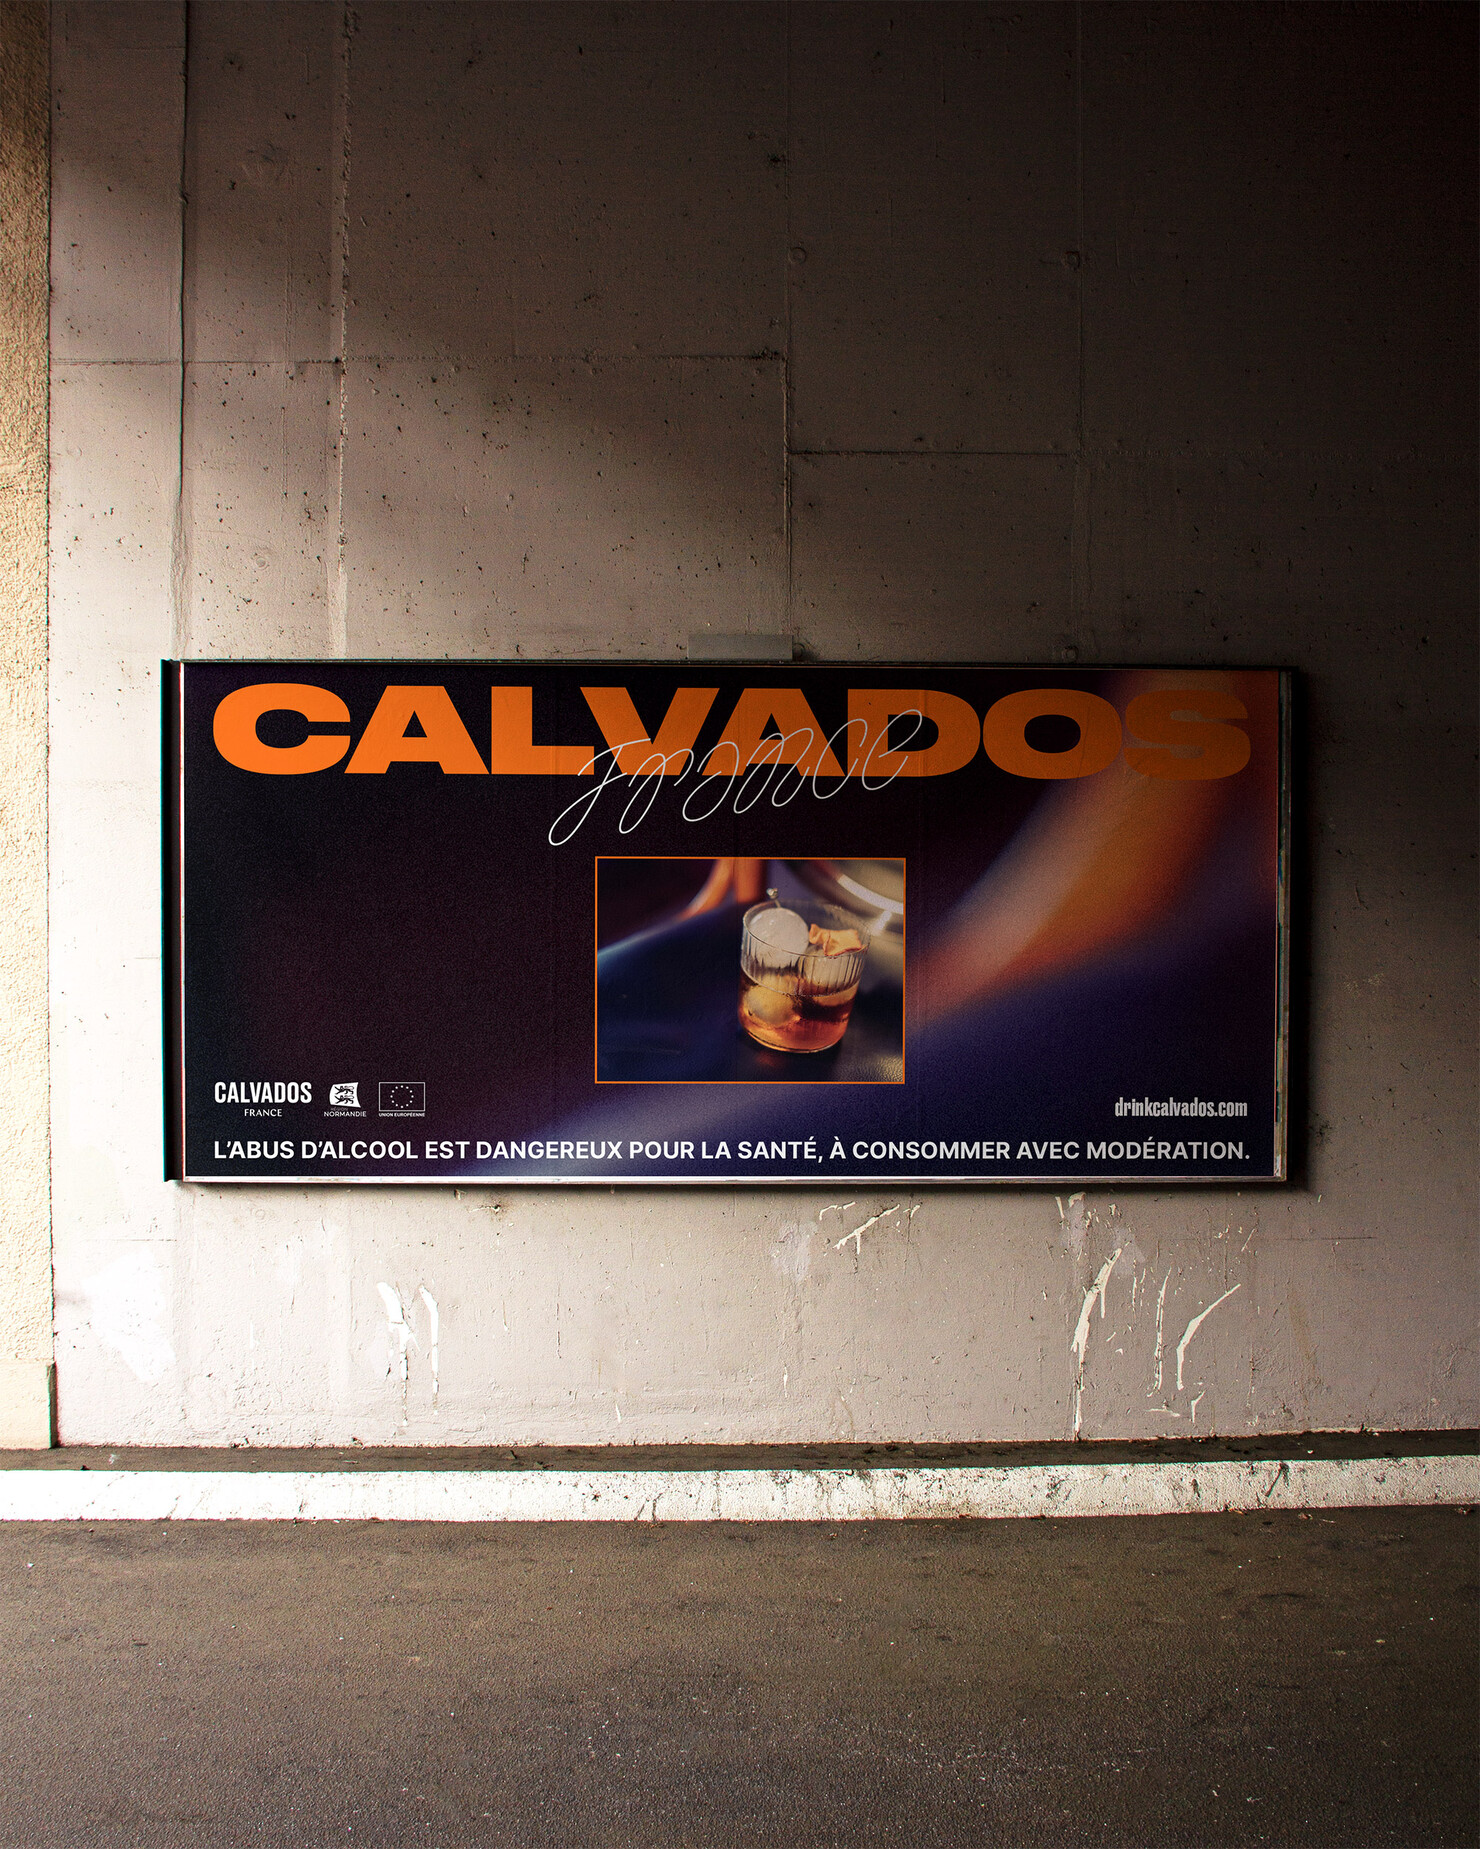 CALVADOS
france
CALVADOS
FRANCE
RÉGION
NORMANDIE
UNION EUROPÉENNE
drinkcalvados.com
L'ABUS D'ALCOOL EST DANGEREUX POUR LA SANTÉ, À CONSOMMER AVEC MODÉRATION.